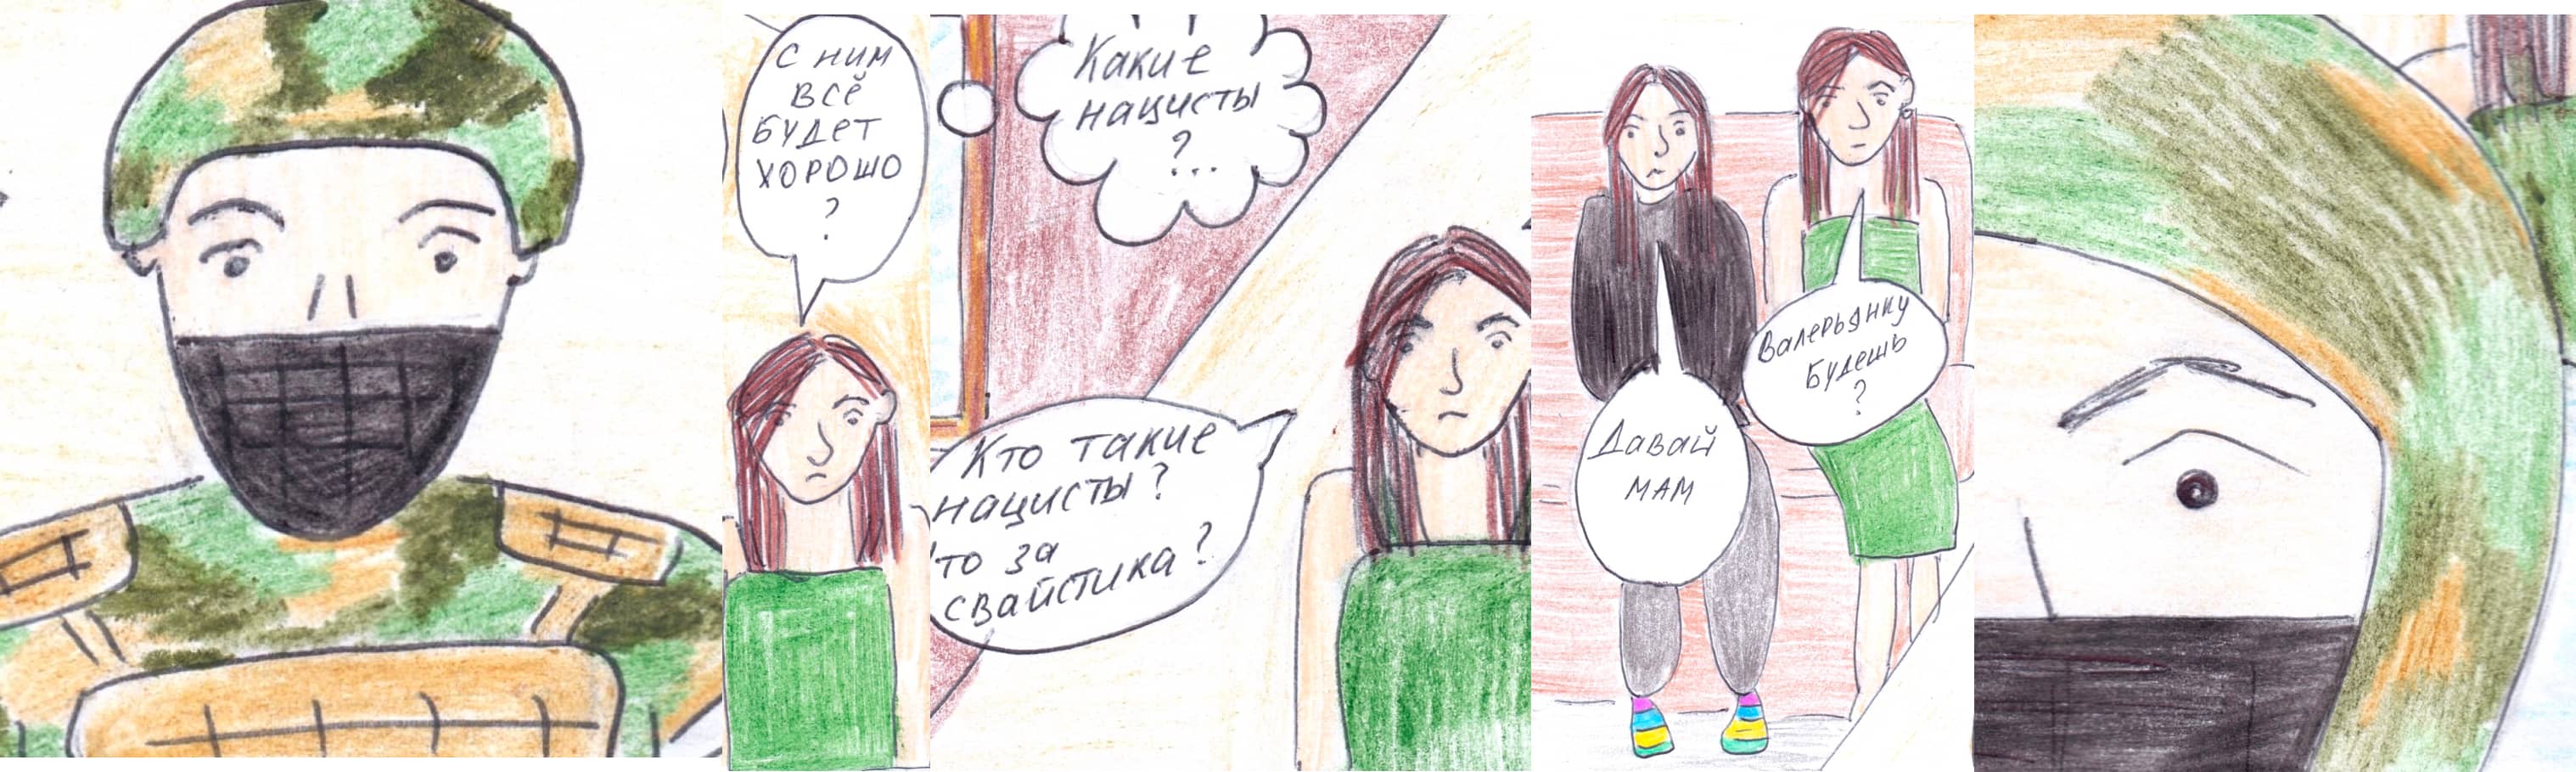 С НИМ
ВСЁ
БУДЕТ
ХОРОШО
?
Какие
нацисты
?...
Кто такие
нацисты?
то за
свайстика?
Давай
МАМ
Валерьянку
Будешь
?